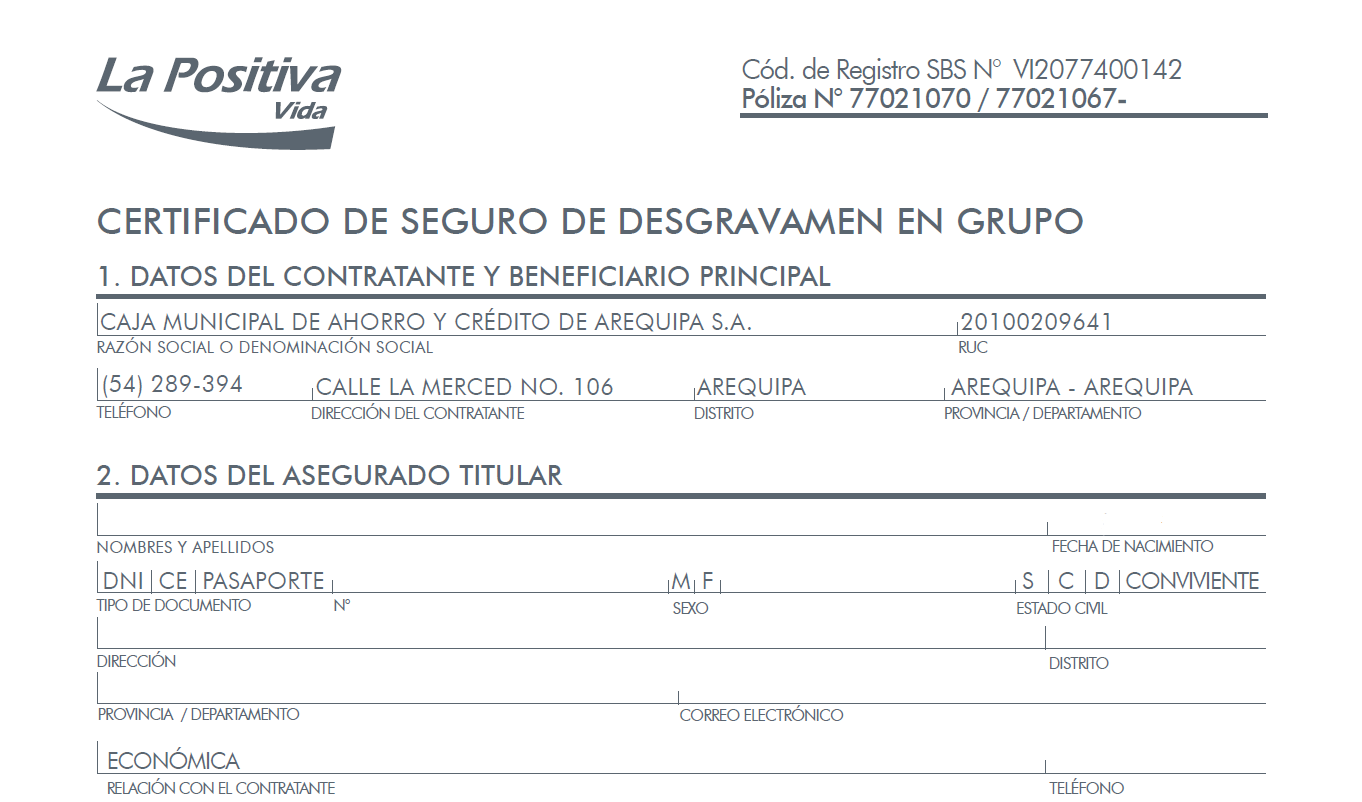 La Positiva
Vida
Cód. de Registro SBS N° VI2077400142
Póliza N° 77021070 / 77021067-
CERTIFICADO DE SEGURO DE DESGRAVAMEN EN GRUPO
1. DATOS DEL CONTRATANTE Y BENEFICIARIO PRINCIPAL
CAJA MUNICIPAL DE AHORRO Y CRÉDITO DE AREQUIPA S.A. 20100209641
RAZÓN SOCIAL O DENOMINACIÓN SOCIAL RUC
(54) 289-394 CALLE LA MERCED NO. 106 AREQUIPA AREQUIPA - AREQUIPA
TELÉFONO DIRECCIÓN DEL CONTRATANTE DISTRITO PROVINCIA / DEPARTAMENTO
2. DATOS DEL ASEGURADO TITULAR
NOMBRES Y APELLIDOS FECHA DE NACIMIENTO
DNI CE PASAPORTE M F S C D CONVIVIENTE
TIPO DE DOCUMENTO N° SEXO ESTADO CIVIL
DIRECCIÓN DISTRITO
PROVINCIA / DEPARTAMENTO CORREO ELECTRÓNICO
ECONÓMICA
RELACIÓN CON EL CONTRATANTE TELÉFONO